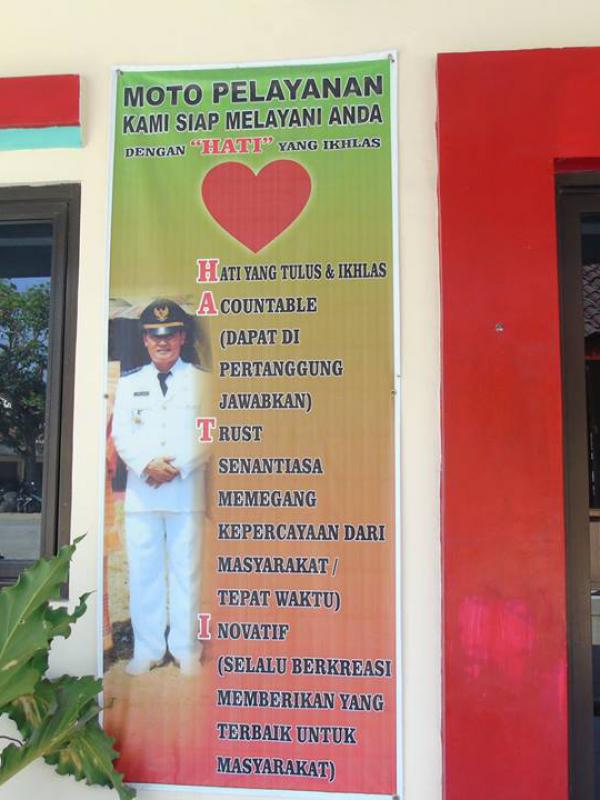 MOTO PELAYANAN
KAMI SIAP MELAYANI ANDA
DENGAN "HATI" YANG IKHLAS
HATI YANG TULUS & IKHLAS
ACOUNTABLE
(DAPAT DI
PERTANGGUNG
JAWABKAN)
TRUST
SENANTIASA
MEMEGANG
KEPERCAYAAN DARI
MASYARAKAT /
TEPAT WAKTU)
INOVATIF
(SELALU BERKREASI
MEMBERIKAN YANG
TERBAIK UNTUK
MASYARAKAT)